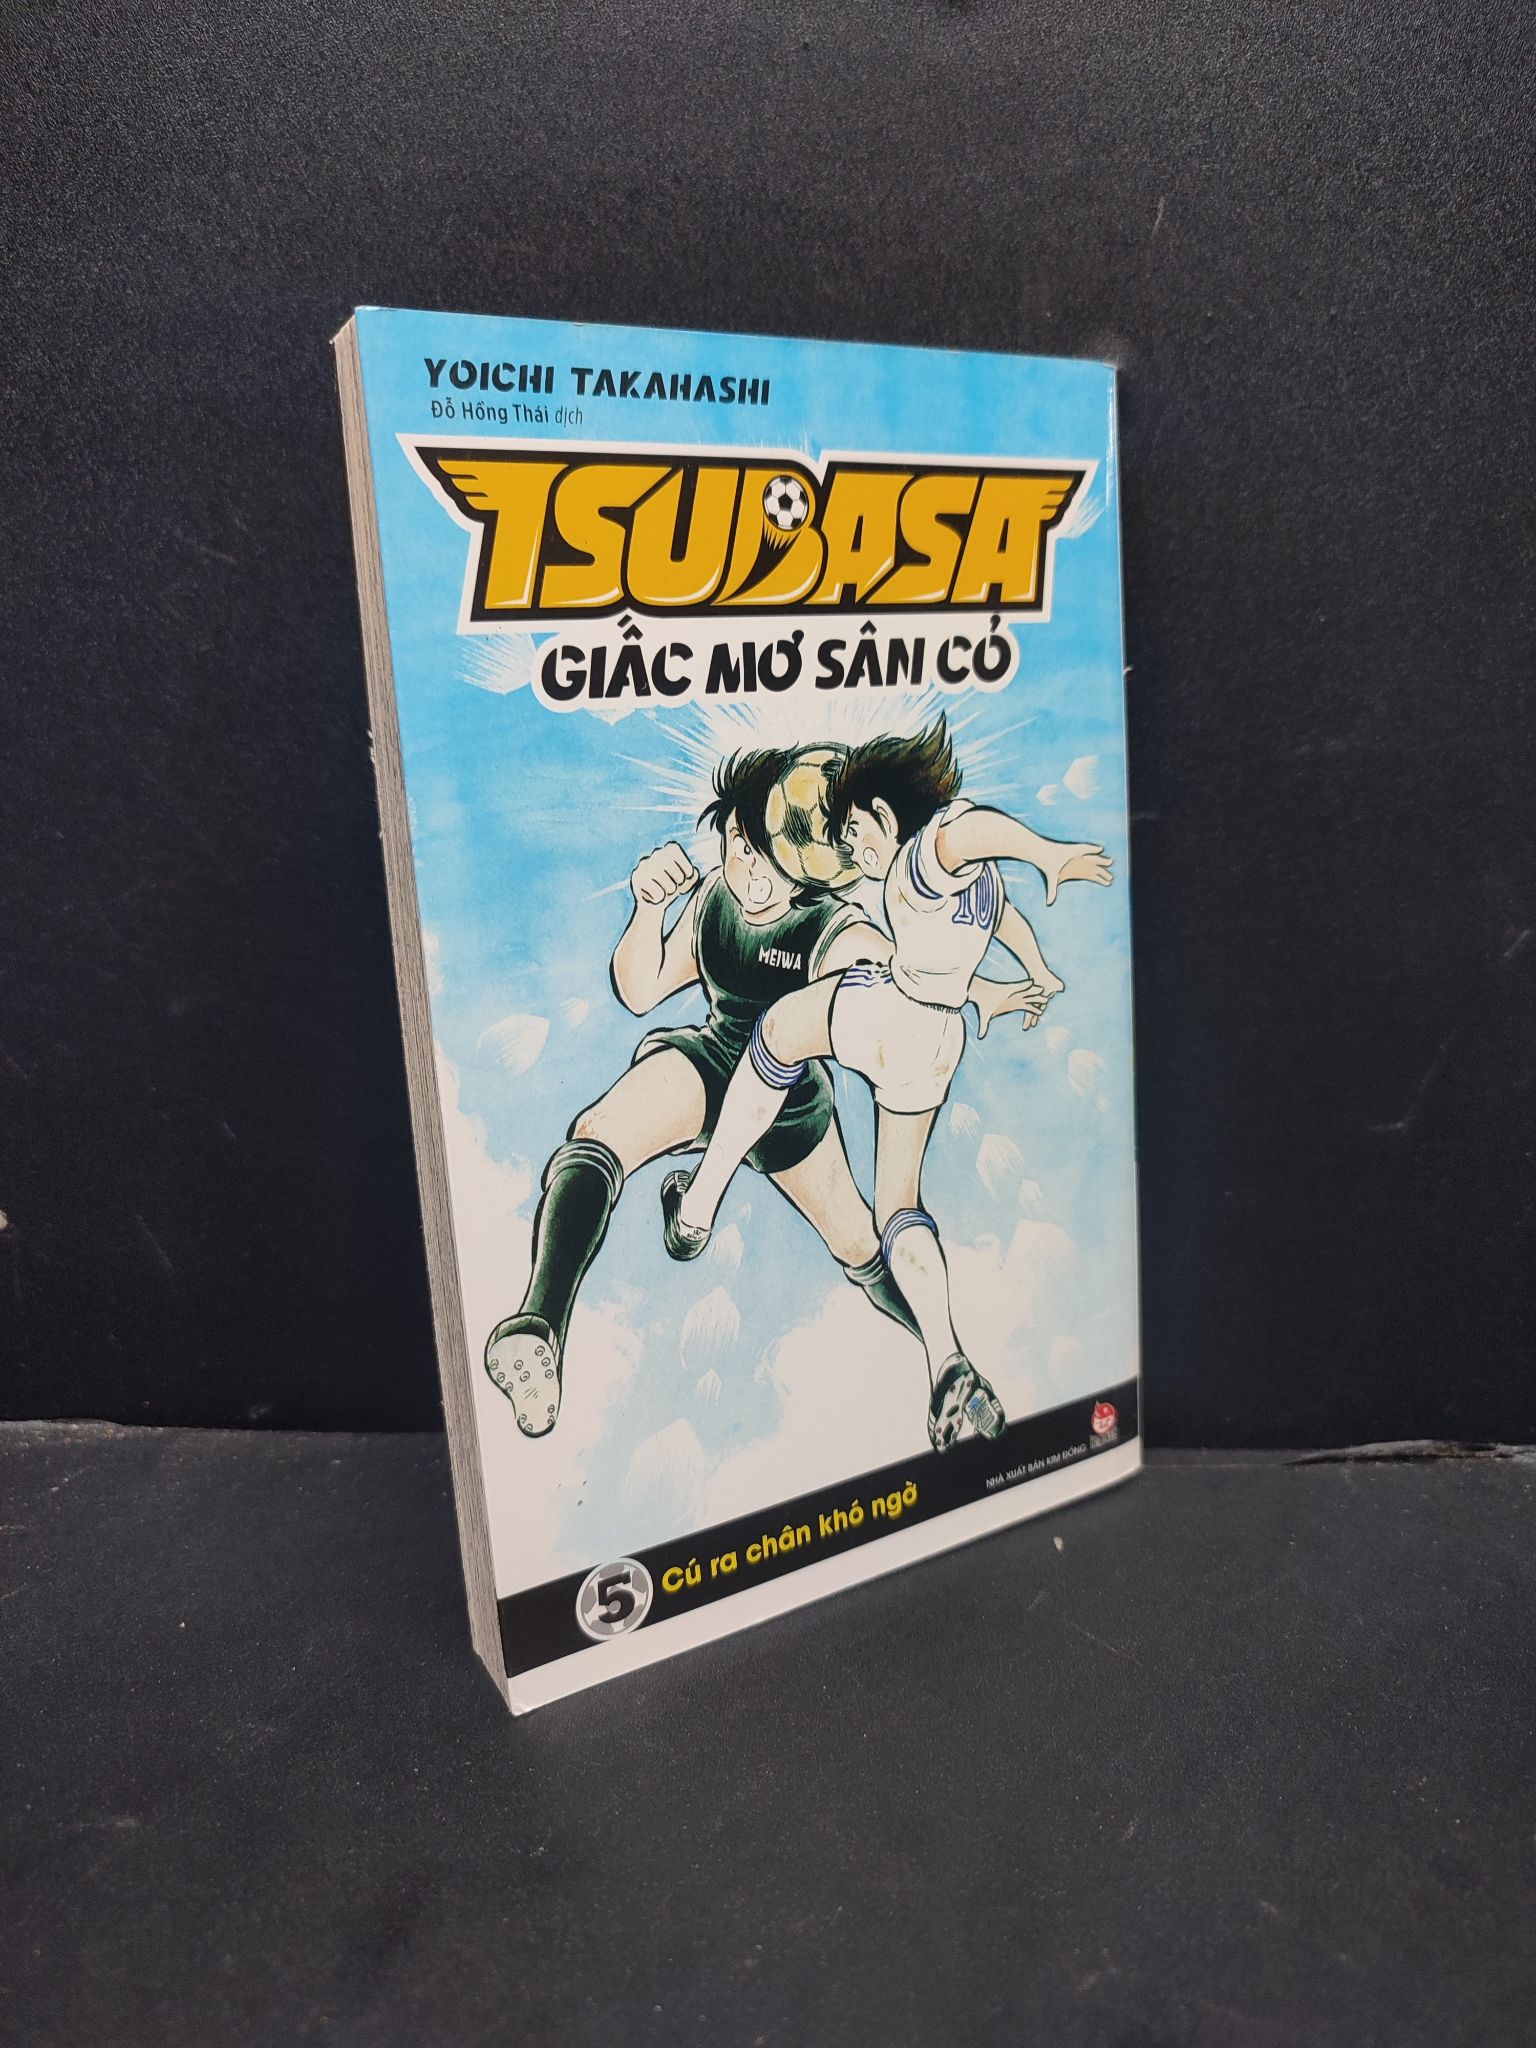 YOICHI TAKAHASHI
Đỗ Hồng Thái dịch
TSUBASA
GIẤC MƠ SÂN CỎ
10
MEIWA
5 Cú ra chân khó ngờ
NHÀ XUẤT BẢN KIM ĐỒNG